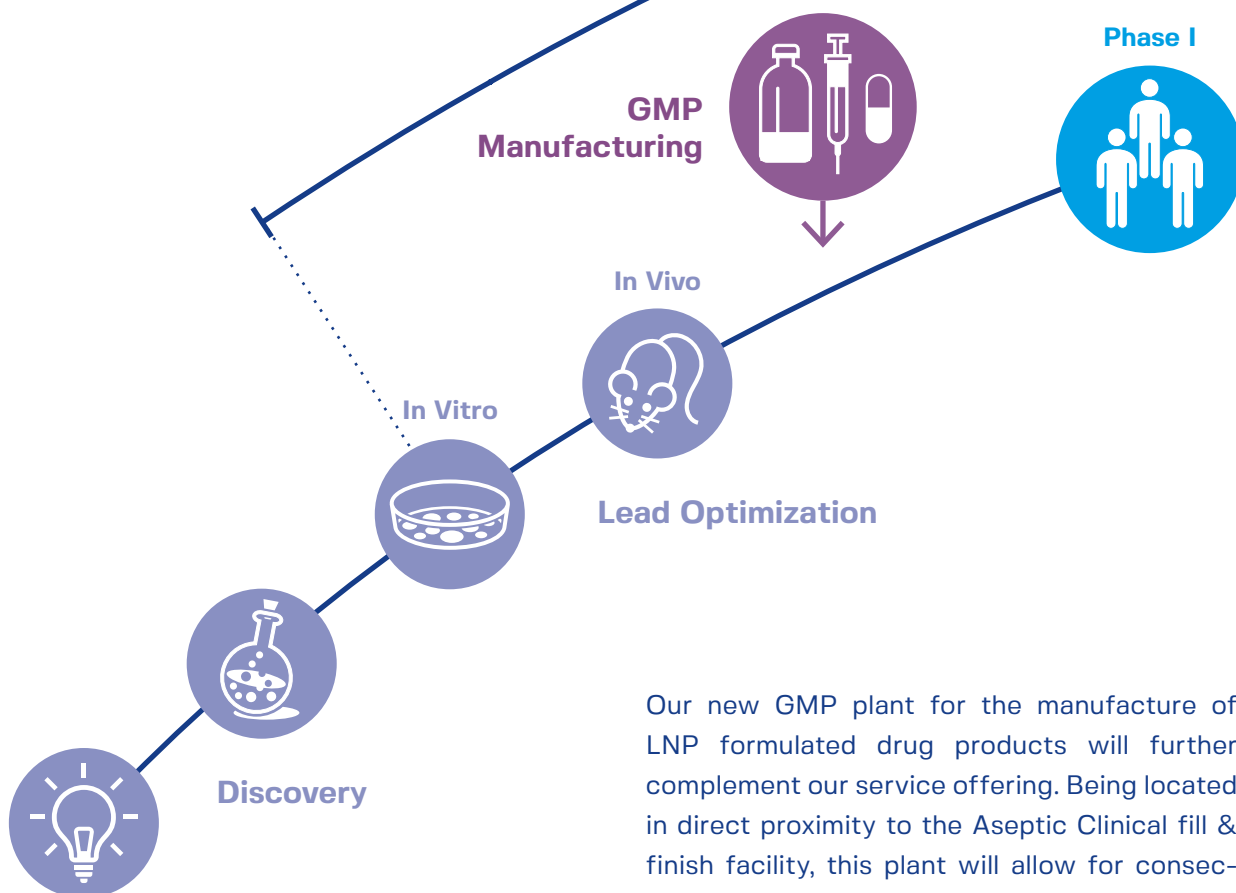 Phase I
GMP
Manufacturing
In Vivo
In Vitro
Lead Optimization
Discovery
Our new GMP plant for the manufacture of
LNP formulated drug products will further
complement our service offering. Being located
in direct proximity to the Aseptic Clinical fill &
finish facility, this plant will allow for consec-